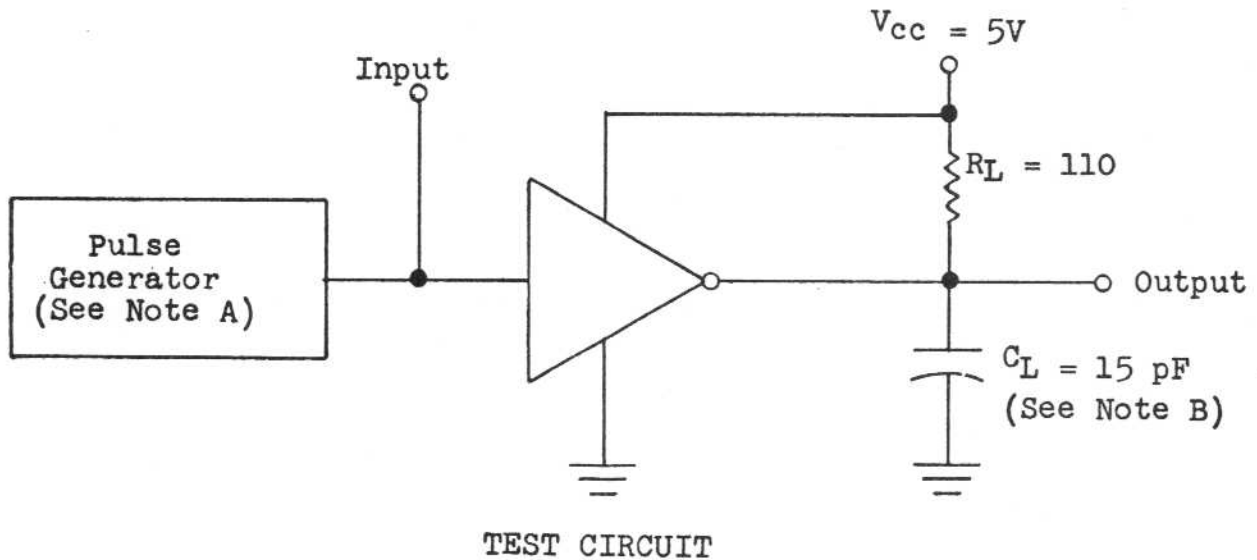 Vcc = 5V
Input
RL = 110
Pulse
Generator
(See Note A)
Output
CL = 15 pF
(See Note B)
TEST CIRCUIT